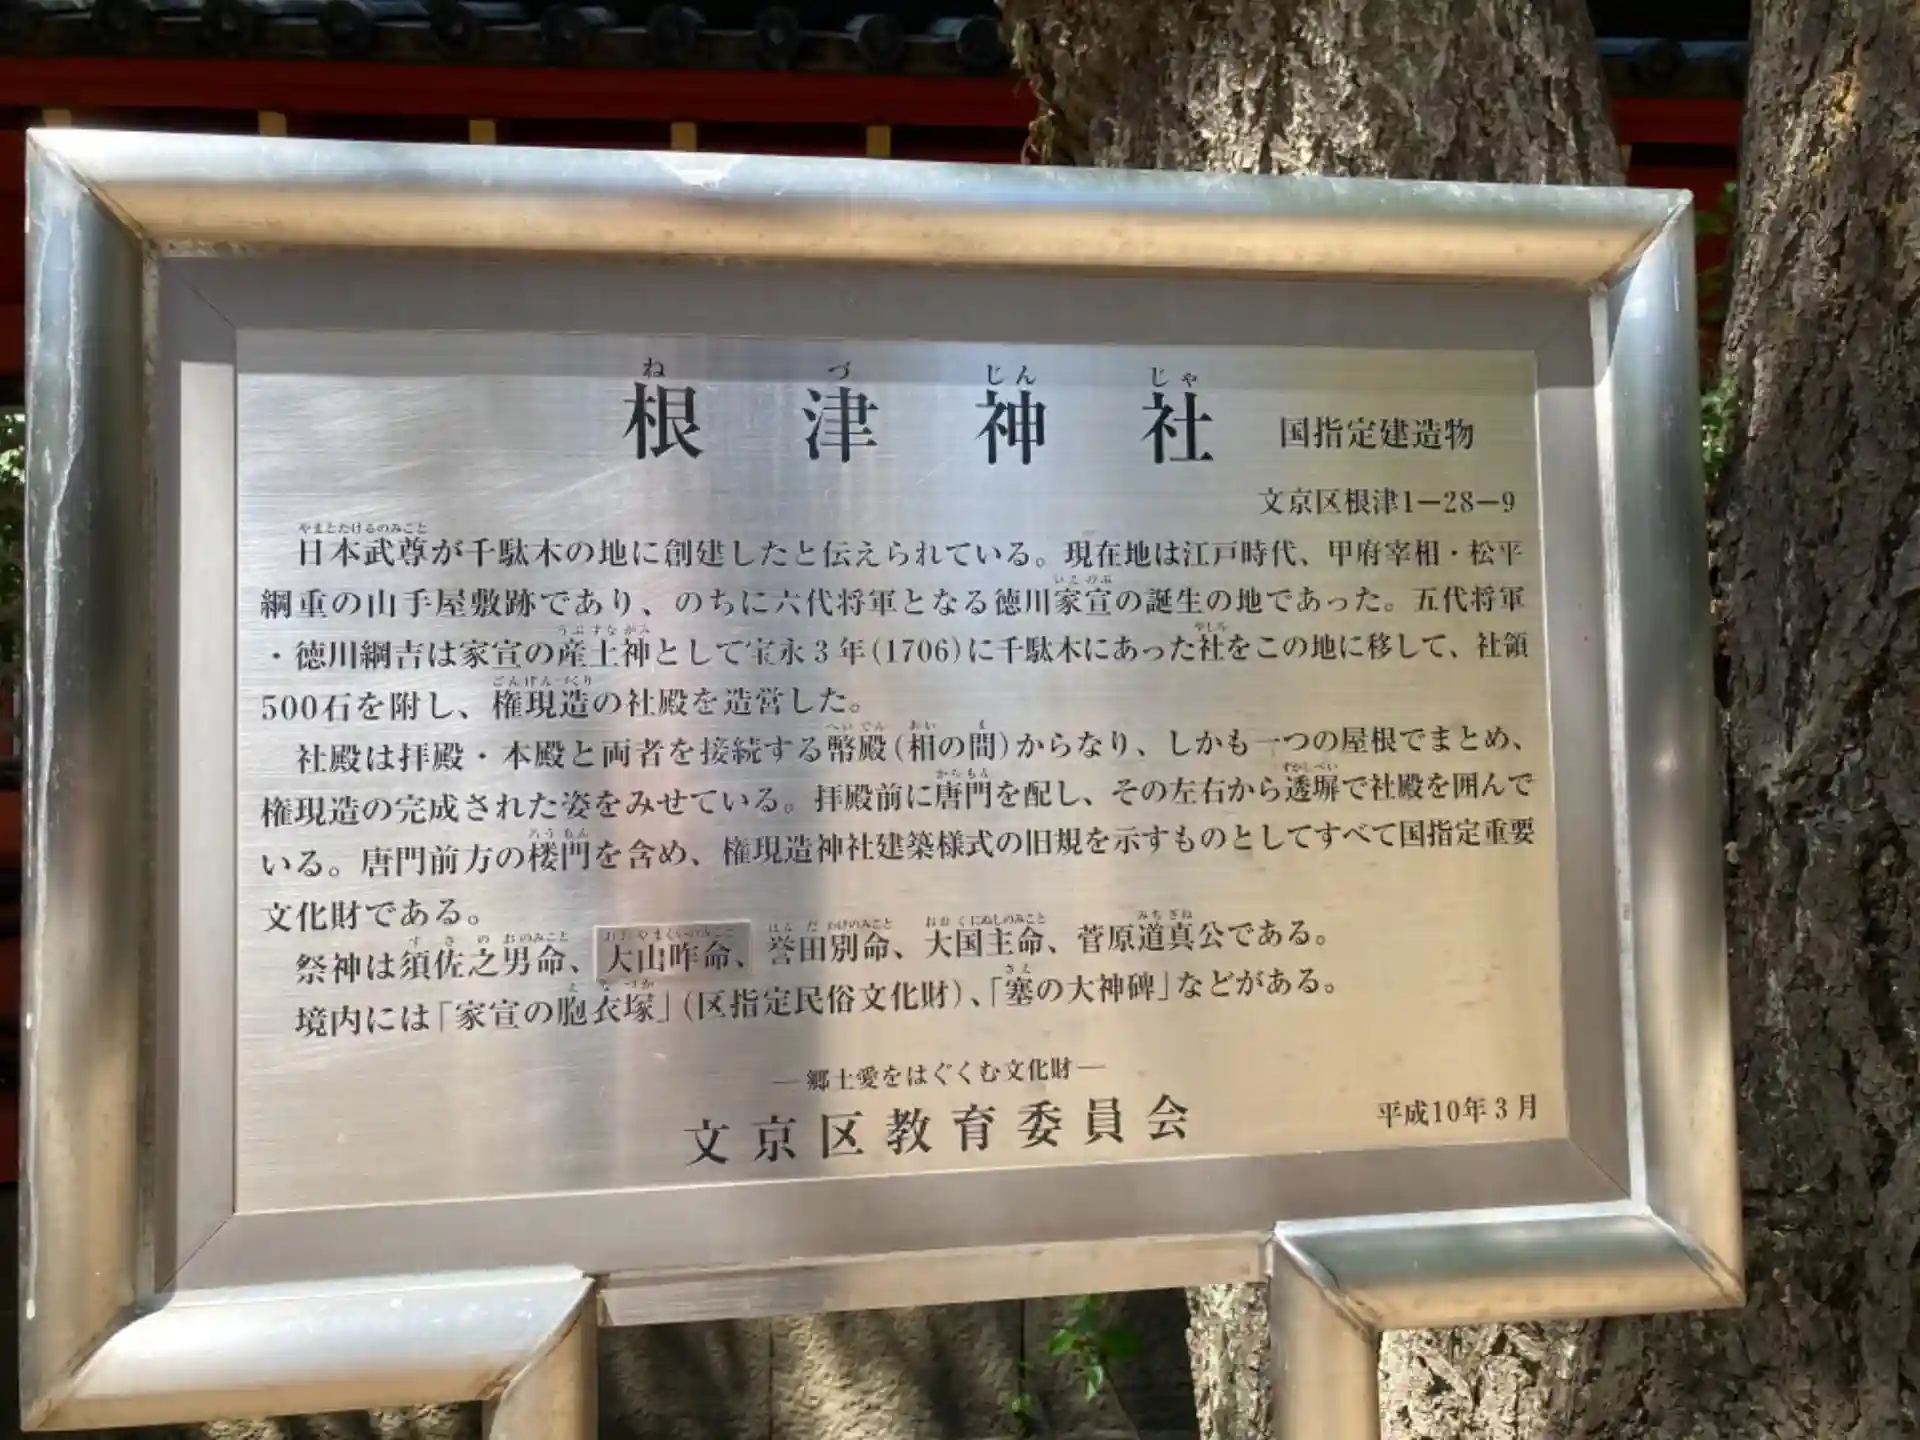 根津神社 国指定建造物
文京区根津1−28−9
日本武尊が千駄木の地に創建したと伝えられている。現在地は江戸時代、甲府宰相・松平
綱重の山手屋敷跡であり、のちに六代将軍となる徳川家宣の誕生の地であった。五代将軍
・徳川綱吉は家宣の産土神として宝永3年(1706)に千駄木にあった社をこの地に移して、社領
500石を附し、権現造の社殿を造営した。
社殿は拝殿・本殿と両者を接続する幣殿(相の間)からなり、しかも一つの屋根でまとめ、
権現造の完成された姿をみせている。拝殿前に唐門を配し、その左右から透塀で社殿を囲んで
いる。唐門前方の楼門を含め、権現造神社建築様式の旧規を示すものとしてすべて国指定重要
文化財である。
祭神は須佐之男命、大山咋命、誉田別命、大国主命、菅原道真公である。
境内には「家宣の胞衣塚」(区指定民俗文化財)、「塞の大神碑」などがある。
―郷土愛をはぐくむ文化財―
文京区教育委員会 平成10年3月